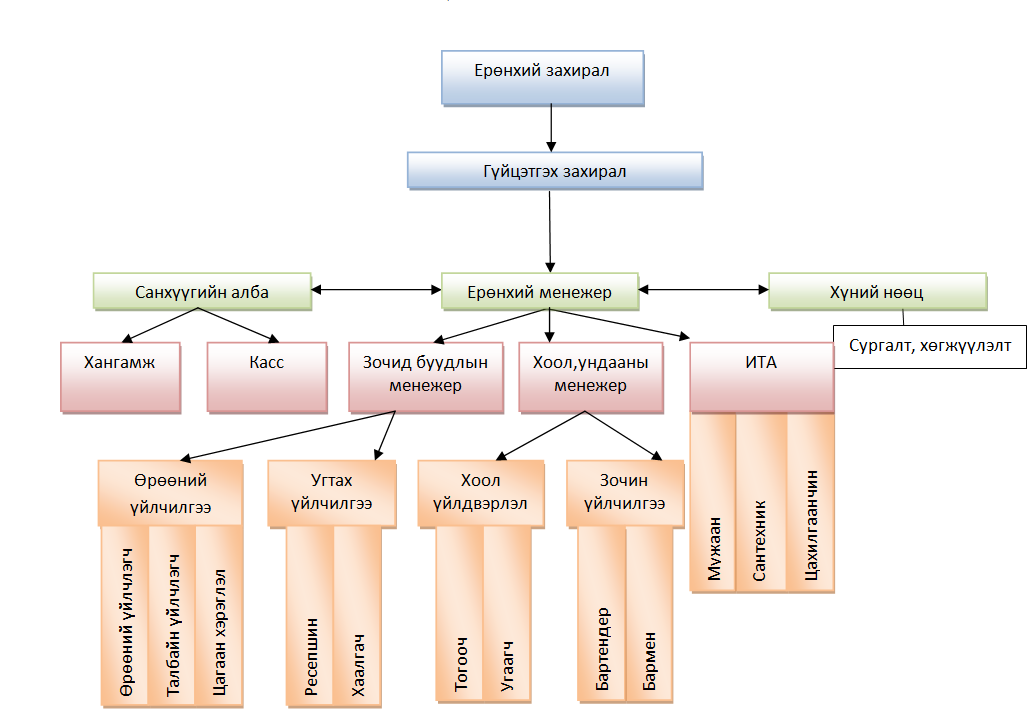 Ерөнхий захирал
Гүйцэтгэх захирал
Санхүүгийн алба
Ерөнхий менежер
Хүний нөөц
Сургалт, хөгжүүлэлт
Хангамж
Касс
Зочид буудлын
менежер
Хоол,ундааны
менежер
ИТА
Өрөөний
үйлчилгээ
Угтах
үйлчилгээ
Хоол
үйлдвэрлэл
Зочин
үйлчилгээ
Мужаан
Сантехник
Цахилгаанчин
Өрөөний үйлчлэгч
Талбайн үйлчлэгч
Цагаан хэрэглэл
Ресепшин
Хаалгач
Тогооч
Угаагч
Бартендер
Бармен